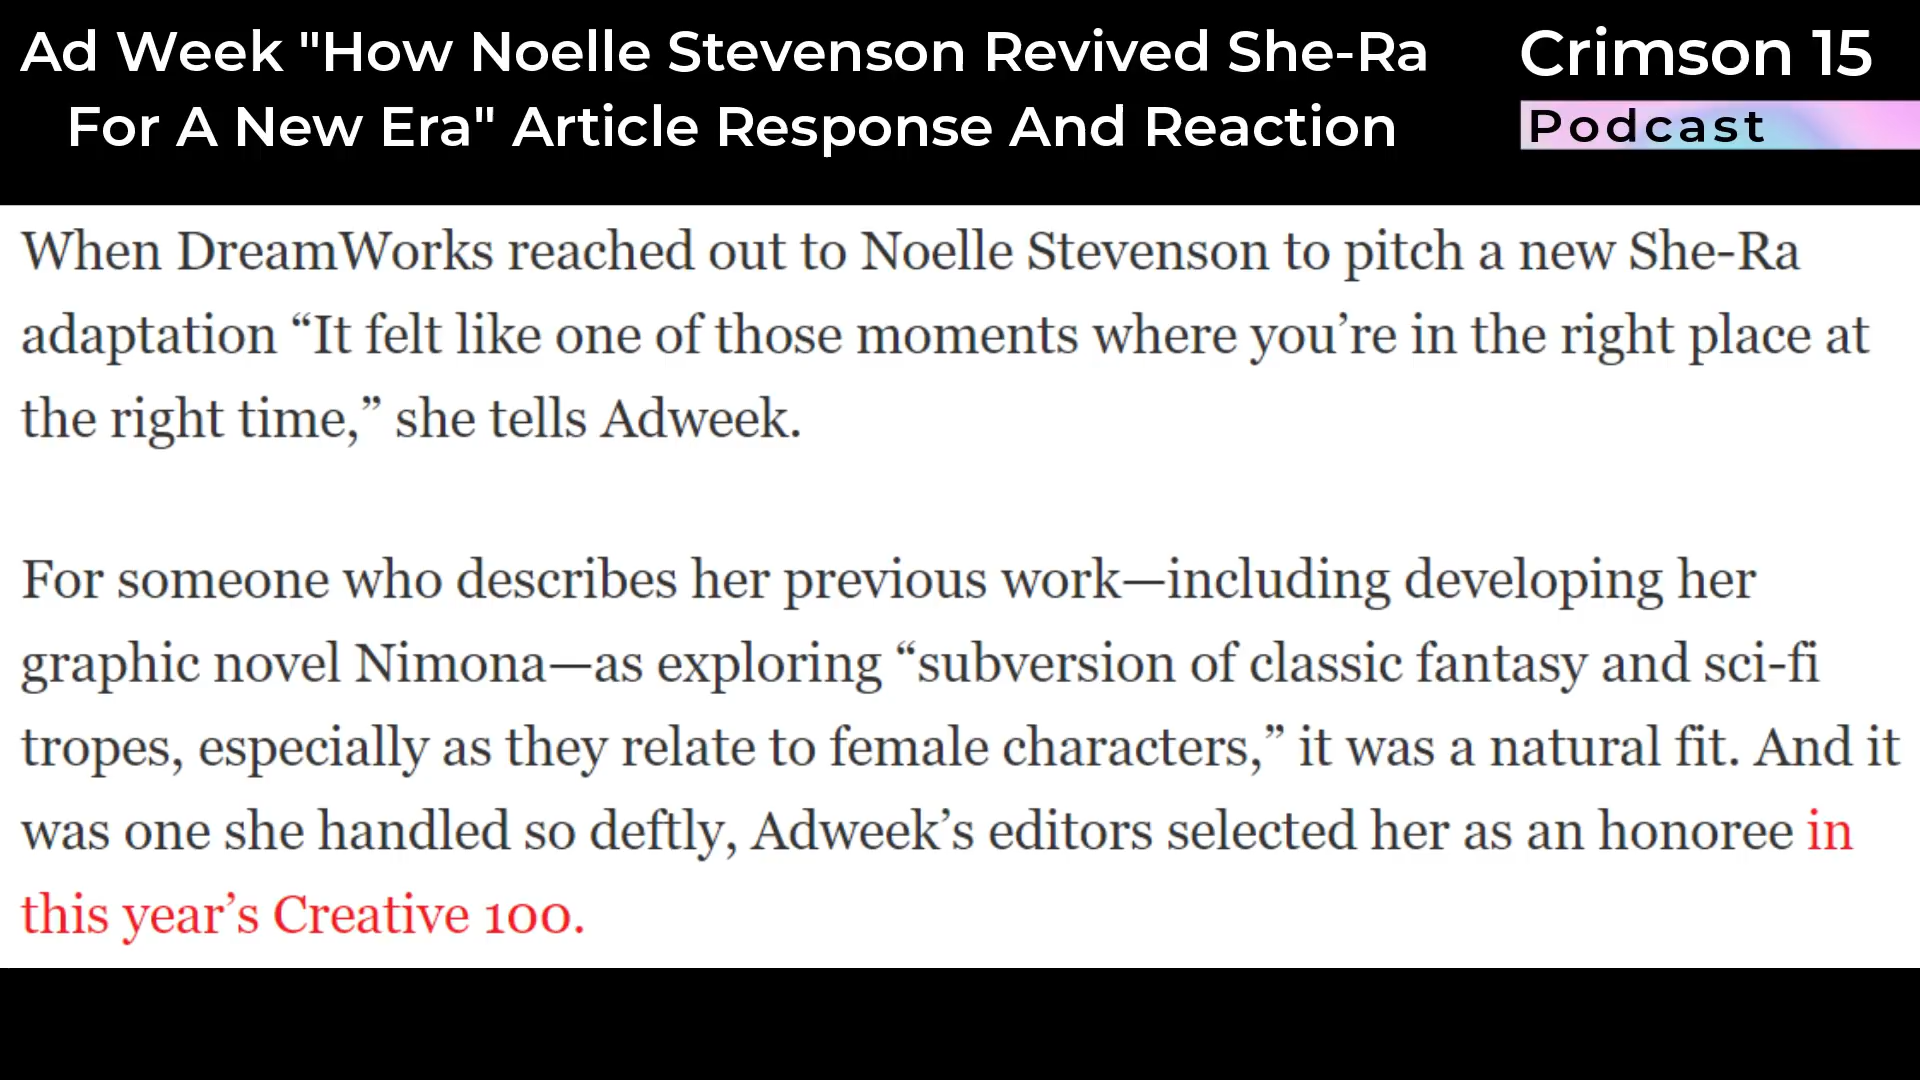 Ad Week "How Noelle Stevenson Revived She-Ra
For A New Era" Article Response And Reaction
Crimson 15
Podcast
When DreamWorks reached out to Noelle Stevenson to pitch a new She-Ra
adaptation “It felt like one of those moments where you’re in the right place at
the right time,” she tells Adweek.
For someone who describes her previous work—including developing her
graphic novel Nimona—as exploring “subversion of classic fantasy and sci-fi
tropes, especially as they relate to female characters,” it was a natural fit. And it
was one she handled so deftly, Adweek’s editors selected her as an honoree in
this year’s Creative 100.